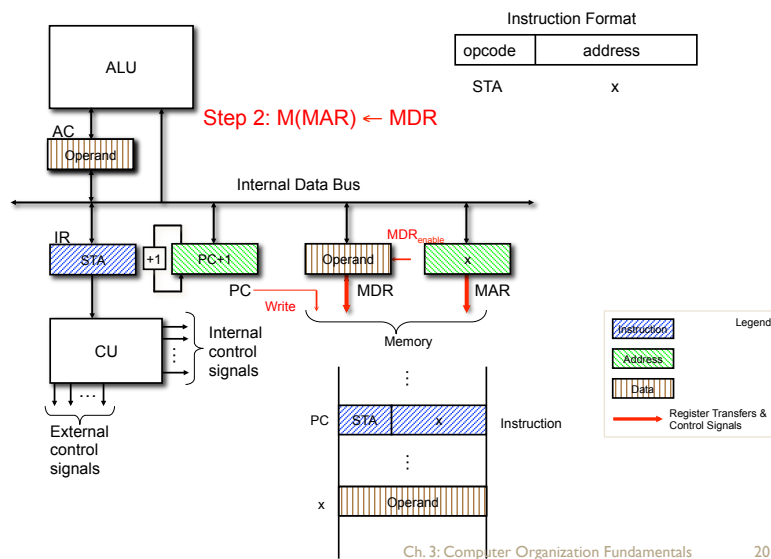 Instruction Format
opcode address
STA x
ALU
Step 2: M(MAR) ← MDR
AC
Operand
Internal Data Bus
IR
STA
+1
PC+1
Operand
MDRenable
x
PC
Write
MDR
MAR
Memory
CU
Internal
control
signals
External
control
signals
Legend
Instruction
Address
Data
Register Transfers &
Control Signals
PC STA x Instruction
x Operand
Ch. 3: Computer Organization Fundamentals 20